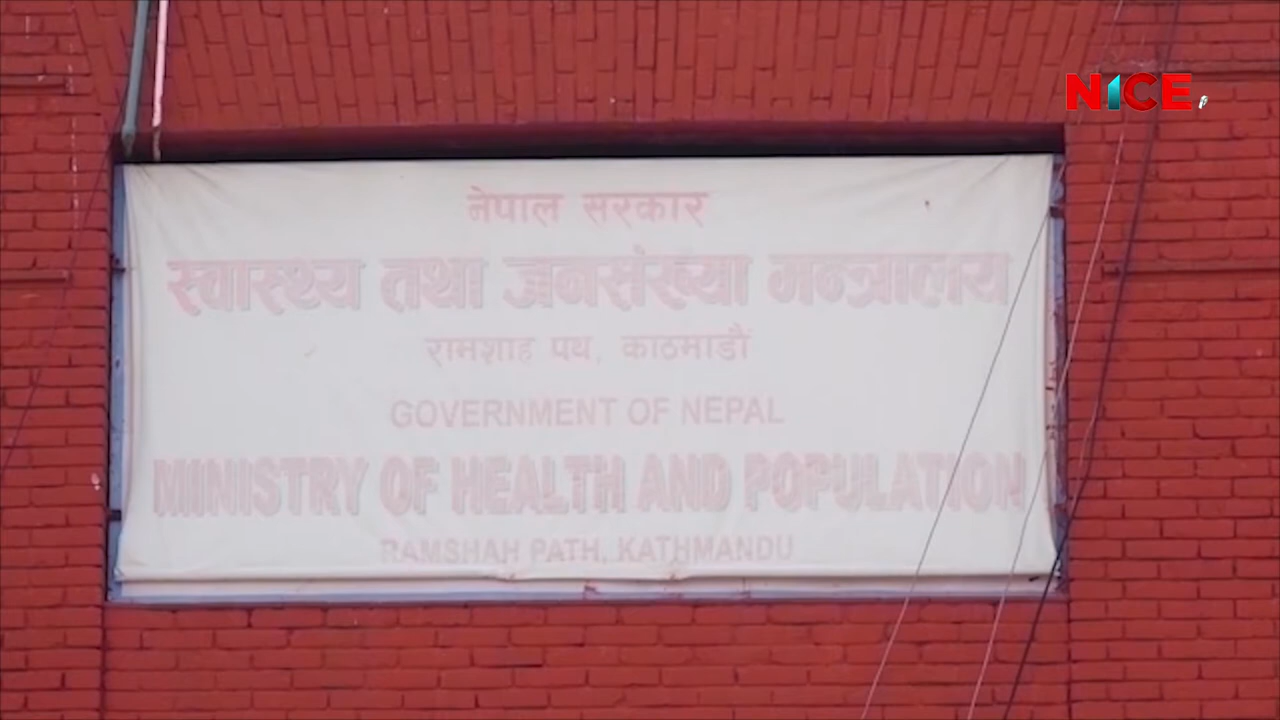 NICE
नेपाल सरकार
स्वास्थ्य तथा जनसंख्या मन्त्रालय
रामशाह पथ, काठमाडौं
GOVERNMENT OF NEPAL
MINISTRY OF HEALTH AND POPULATION
RAMSHAH PATH, KATHMANDU